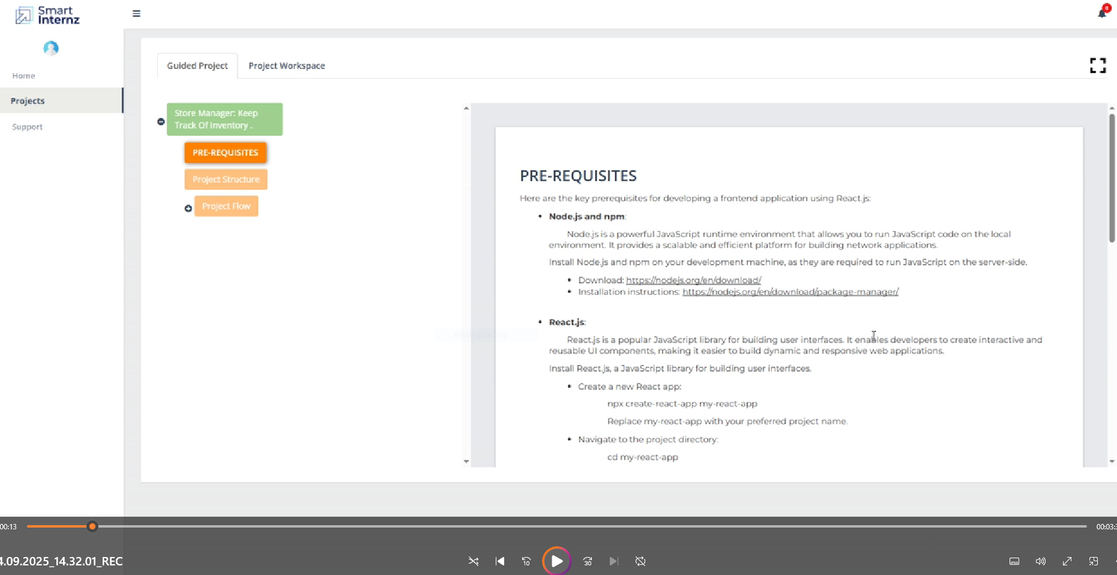 Smart
Internz
6
Home
Projects
Support
Guided Project
Project Workspace
Store Manager: Keep
Track Of Inventory .
PRE-REQUISITES
Project Structure
Project Flow
PRE-REQUISITES
Here are the key prerequisites for developing a frontend application using React.js:
• Node.js and npm:
Node.js is a powerful JavaScript runtime environment that allows you to run JavaScript code on the local
environment. It provides a scalable and efficient platform for building network applications.
Install Node.js and npm on your development machine, as they are required to run JavaScript on the server-side.
• Download: https://nodejs.org/en/download/
• Installation instructions: https://nodejs.org/en/download/package-manager/
• React.js:
React.js is a popular JavaScript library for building user interfaces. It enables developers to create interactive and
reusable UI components, making it easier to build dynamic and responsive web applications.
Install React.js, a JavaScript library for building user interfaces.
• Create a new React app:
npx create-react-app my-react-app
Replace my-react-app with your preferred project name.
• Navigate to the project directory:
cd my-react-app
00:13
00:03:
4.09.2025_14.32.01_REC
10
30